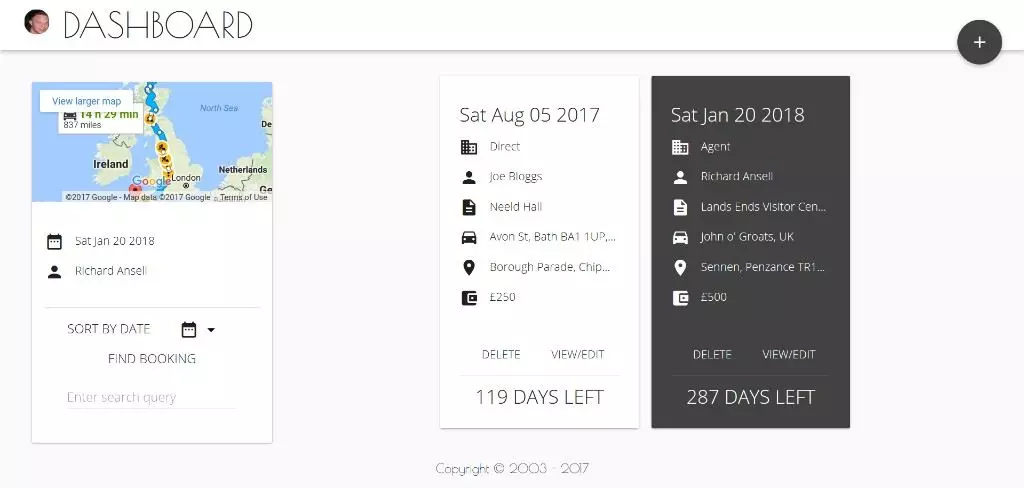 DASHBOARD
+
View larger map
14 h 29 min
837 miles
North Sea
De
Ireland
Netherlands
London
Google
Ge
©2017 Google - Map data ©2017 Google
Terms of Use
Sat Jan 20 2018
Richard Ansell
SORT BY DATE
FIND BOOKING
Enter search query
Sat Aug 05 2017
Direct
Joe Bloggs
Neeld Hall
Avon St, Bath BA1 1UP,...
Borough Parade, Chip...
£250
DELETE VIEW/EDIT
119 DAYS LEFT
Sat Jan 20 2018
Agent
Richard Ansell
Lands Ends Visitor Cen...
John o' Groats, UK
Sennen, Penzance TR1...
£500
DELETE VIEW/EDIT
287 DAYS LEFT
Copyright © 2003 - 2017